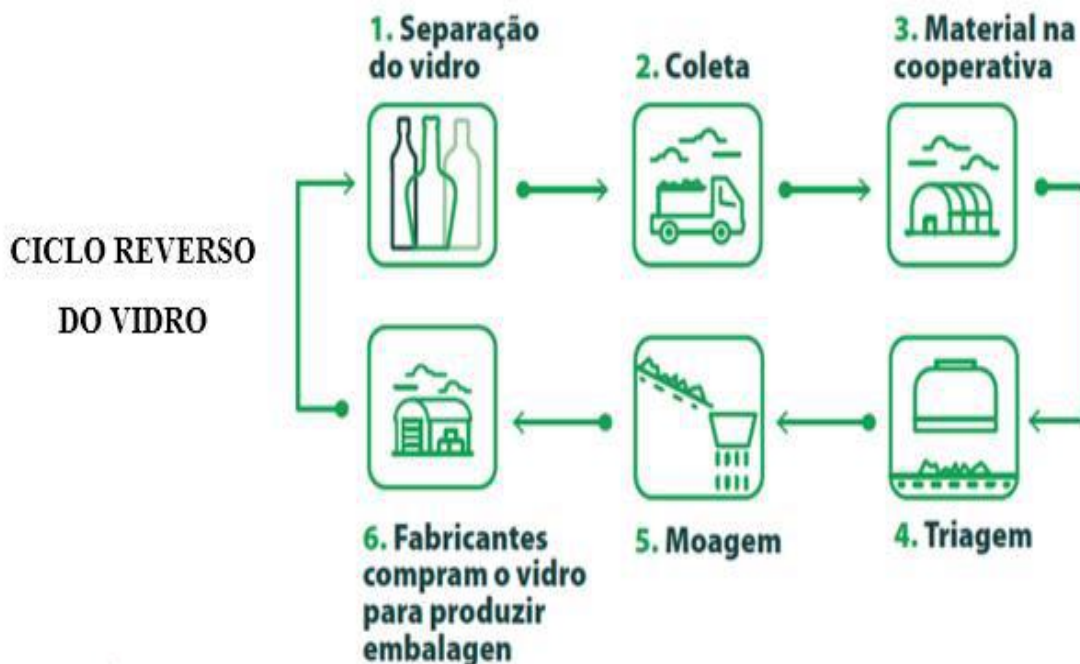 1. Separação
do vidro
2. Coleta
3. Material na
cooperativa
CICLO REVERSO
DO VIDRO
6. Fabricantes
compram o vidro
para produzir
embalagen
5. Moagem
4. Triagem